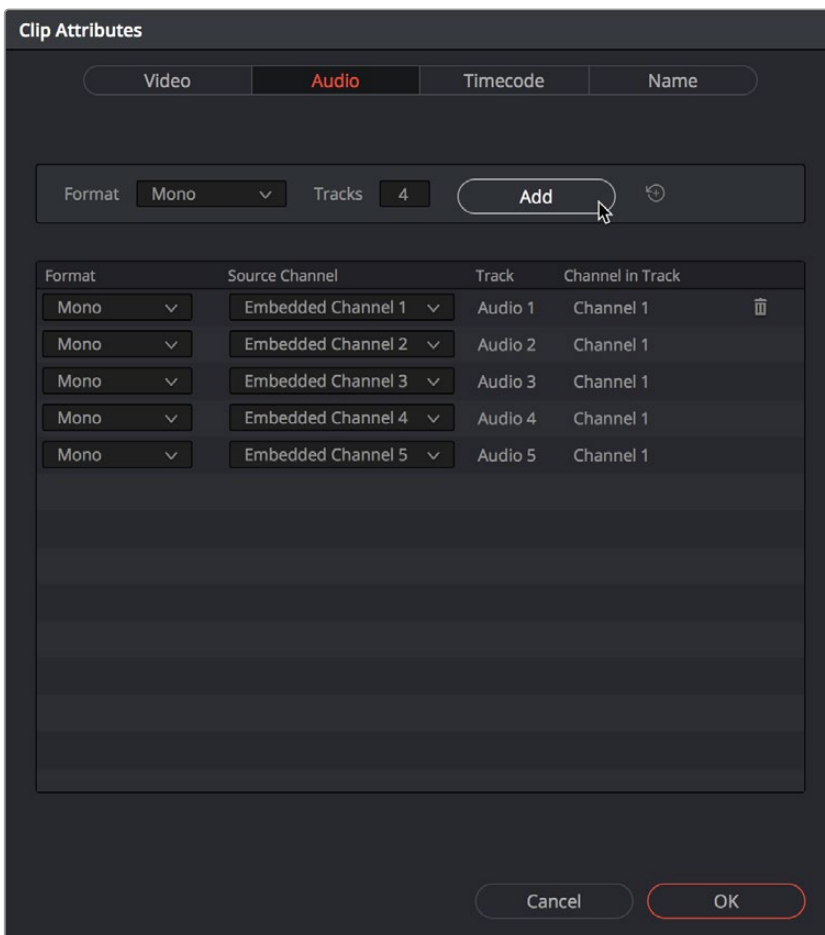 Clip Attributes
Video Audio Timecode Name
Format Mono Tracks 4 Add
Format Source Channel Track Channel in Track
Mono Embedded Channel 1 Audio 1 Channel 1
Mono Embedded Channel 2 Audio 2 Channel 1
Mono Embedded Channel 3 Audio 3 Channel 1
Mono Embedded Channel 4 Audio 4 Channel 1
Mono Embedded Channel 5 Audio 5 Channel 1
Cancel OK